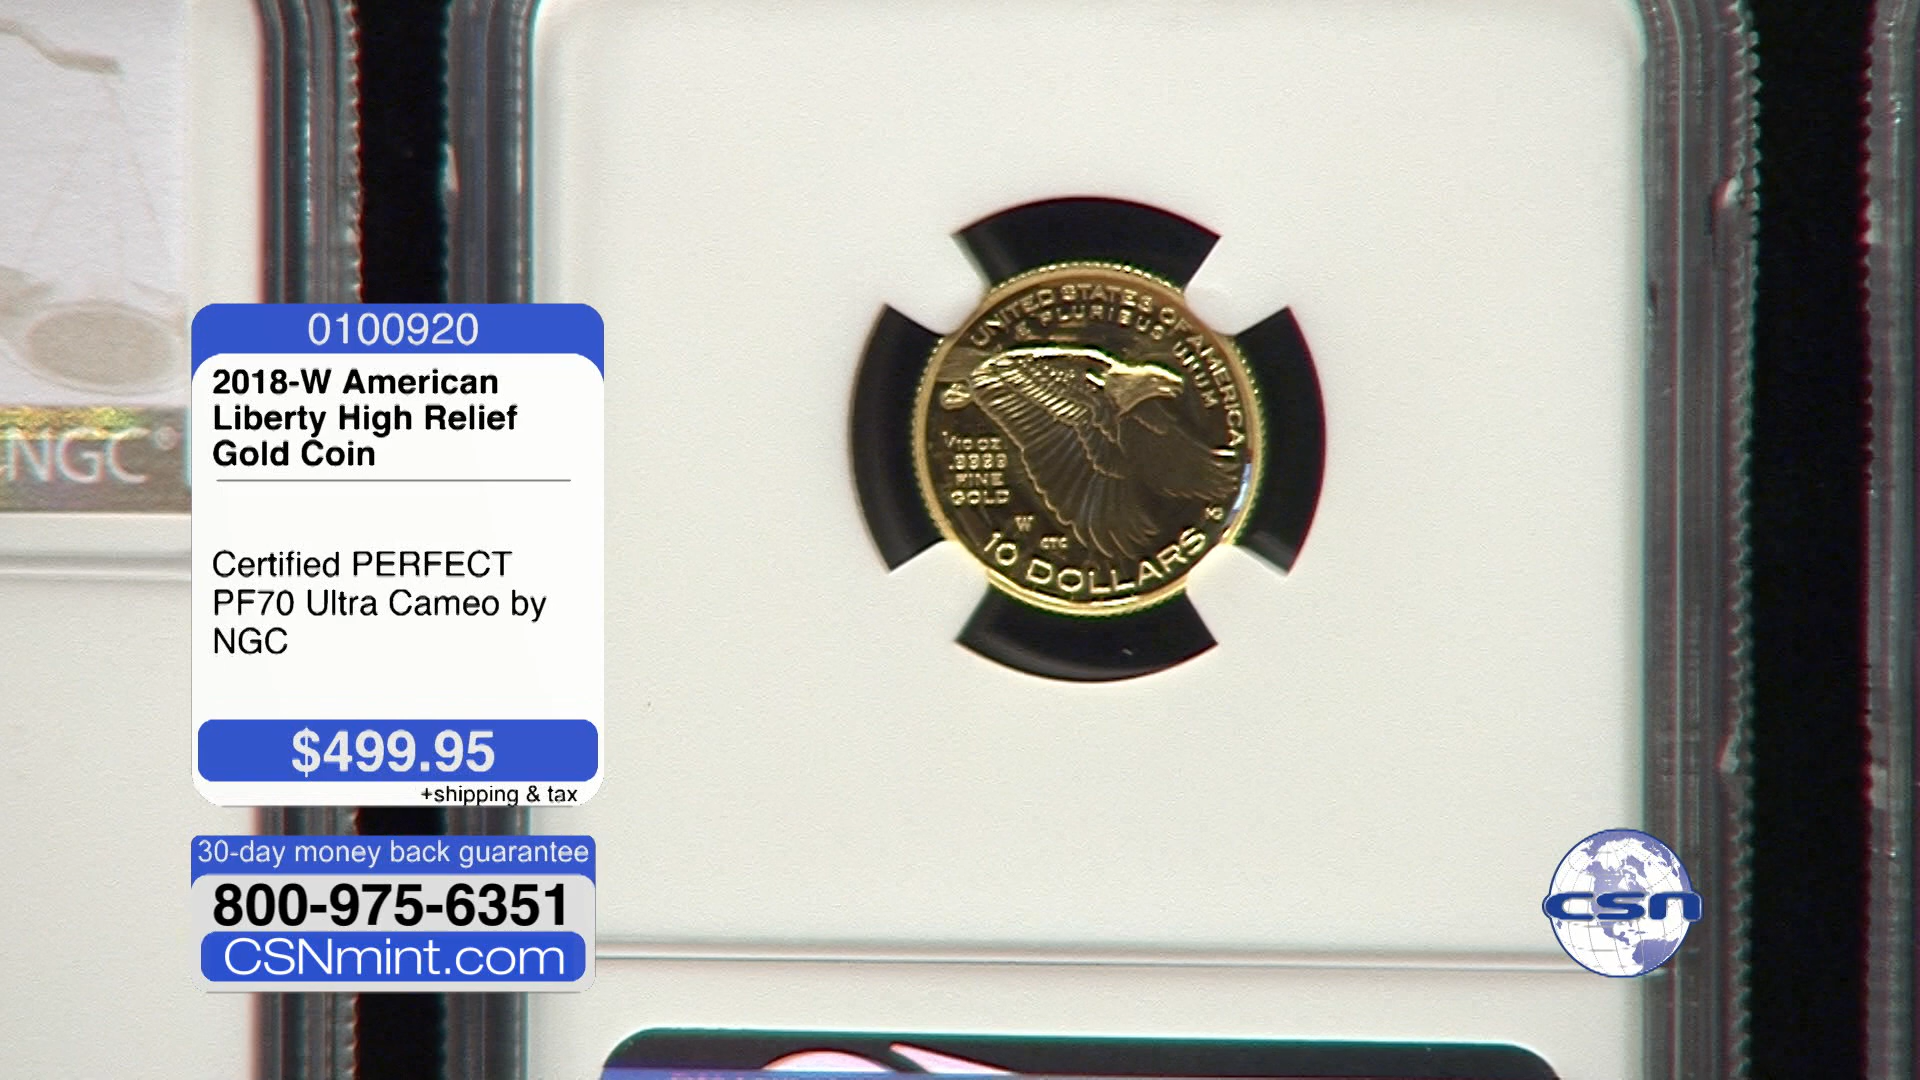 0100920
2018-W American
Liberty High Relief
Gold Coin
Certified PERFECT
PF70 Ultra Cameo by
NGC
$499.95
+shipping & tax
30-day money back guarantee
800-975-6351
CSNmint.com
NGC
UNITED STATES OF AMERICA
E PLURIBUS UNUM
1/10 OZ
.9999
FINE
GOLD
W
CTC
10 DOLLARS
csn